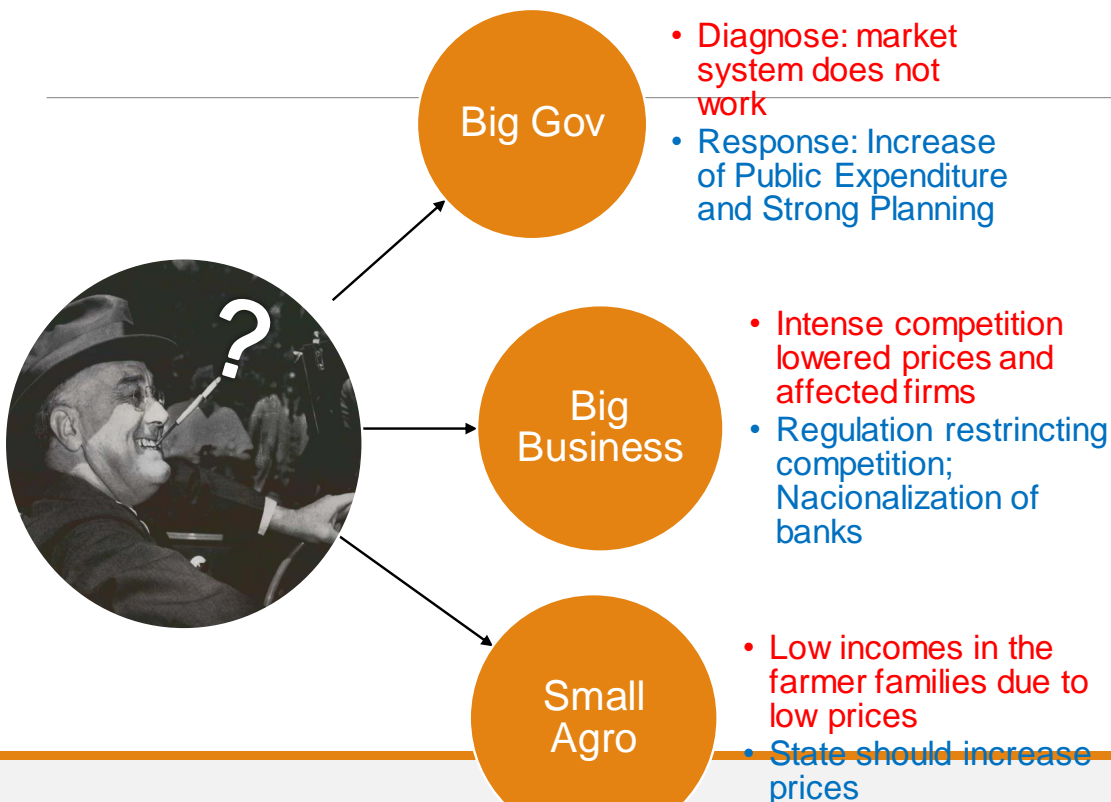 Big Gov
• Diagnose: market
system does not
work
• Response: Increase
of Public Expenditure
and Strong Planning
?
Big
Business
• Intense competition
lowered prices and
affected firms
• Regulation restrincting
competition;
Nacionalization of
banks
Small
Agro
• Low incomes in the
farmer families due to
low prices
• State should increase
prices